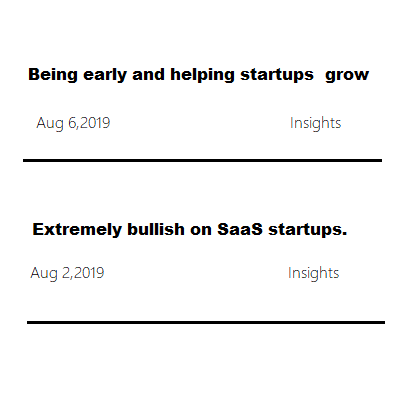 Being early and helping startups  grow
Aug 6,2019 Insights
Extremely bullish on SaaS startups.
Aug 2,2019 Insights